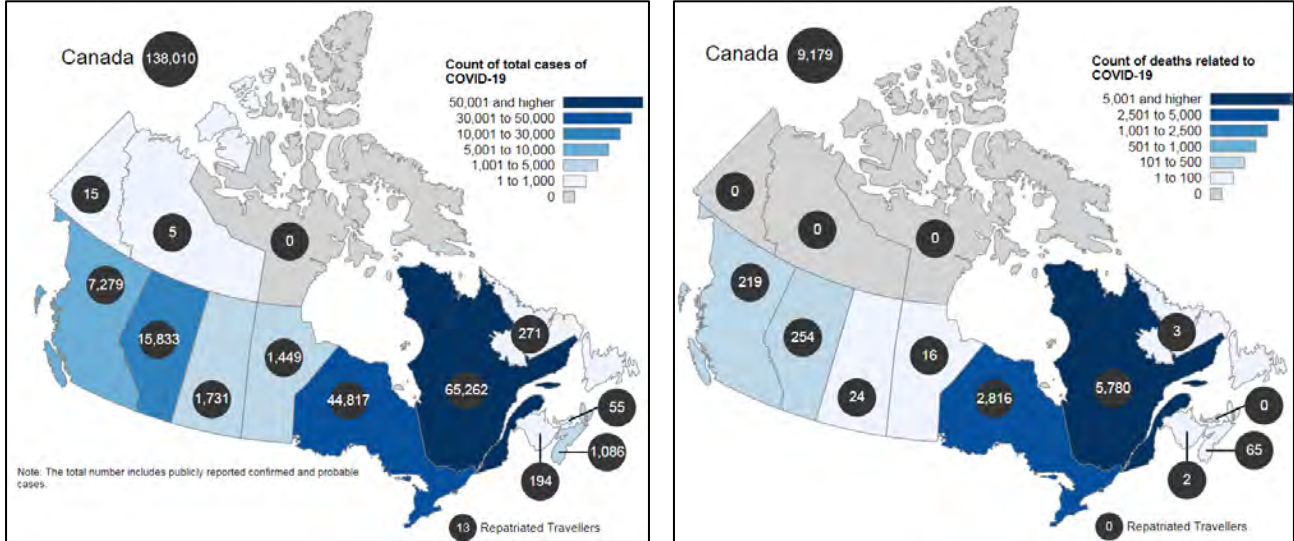 Canada
138,010
Count of total cases of
COVID-19
50,001 and higher
30,001 to 50,000
10,001 to 30,000
5,001 to 10,000
1,001 to 5,000
1 to 1,000
0
15
5
0
7,279
15,833
1,731
1,449
44,817
65,262
271
55
1,086
194
Note: The total number includes publicly reported confirmed and probable
cases.
13 Repatriated Travellers
Canada
9,179
Count of deaths related to
COVID-19
5,001 and higher
2,501 to 5,000
1,001 to 2,500
501 to 1,000
101 to 500
1 to 100
0
0
0
0
219
254
24
16
2,816
5,780
3
0
65
2
0 Repatriated Travellers